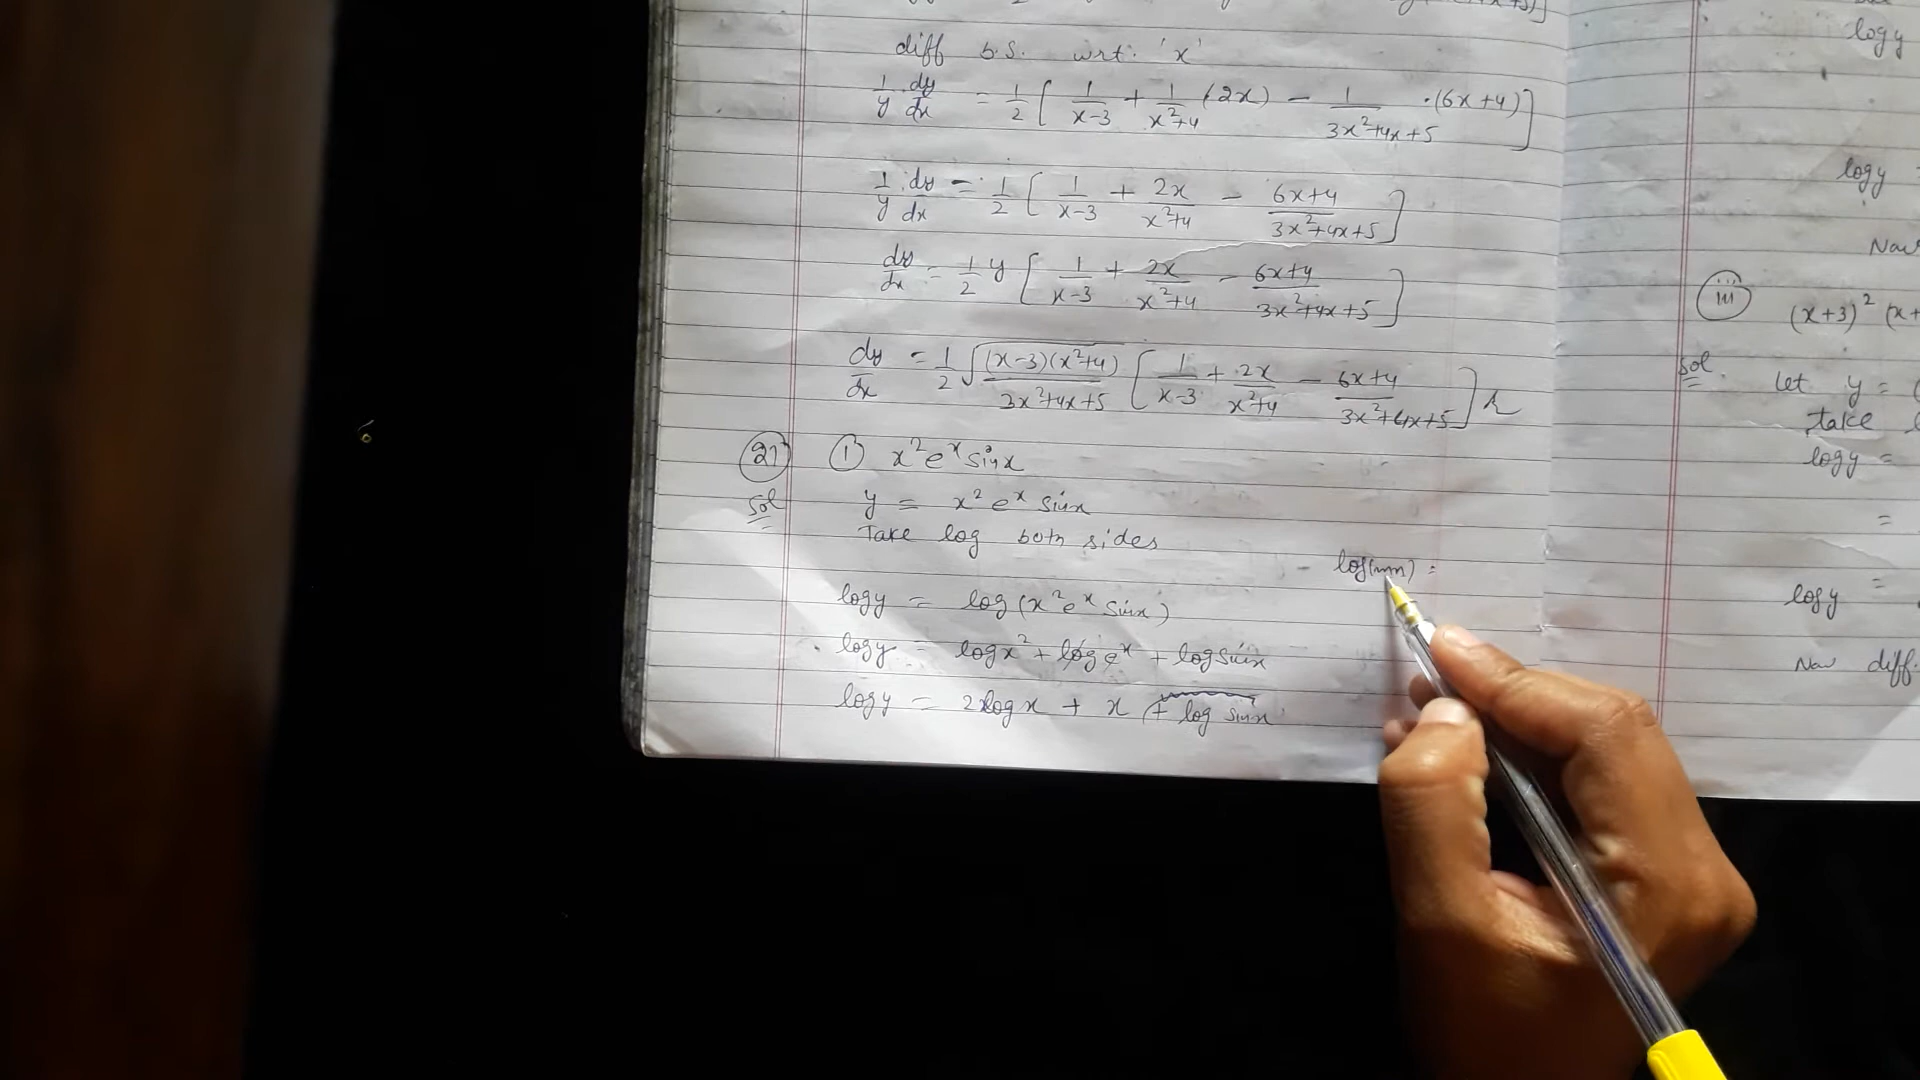 diff b.s. wrt. 'x'
1/y dy/dx = 1/2 [ 1/(x-3) + 1/(x²+4) (2x) - 1/(3x²+4x+5) ·(6x+4) ]
1/y · dy/dx = 1/2 [ 1/(x-3) + 2x/(x²+4) - (6x+4)/(3x²+4x+5) ]
dy/dx = 1/2 y [ 1/(x-3) + 2x/(x²+4) - (6x+4)/(3x²+4x+5) ]
dy/dx = 1/2 √((x-3)(x²+4)/(3x²+4x+5)) [ 1/(x-3) + 2x/(x²+4) - (6x+4)/(3x²+4x+5) ]
21 (i) x²eˣ sinx
Sol y = x² eˣ sinx
Take log both sides
log(mn) =
logy = log(x²eˣ sinx)
logy = logx² + logeˣ + logsinx
logy = 2logx + x + log sinx
logy
logy =
Now
(iii) (x+3)² (x+
Sol. let y = (
take l
logy =
=
=
logy
Now diff.